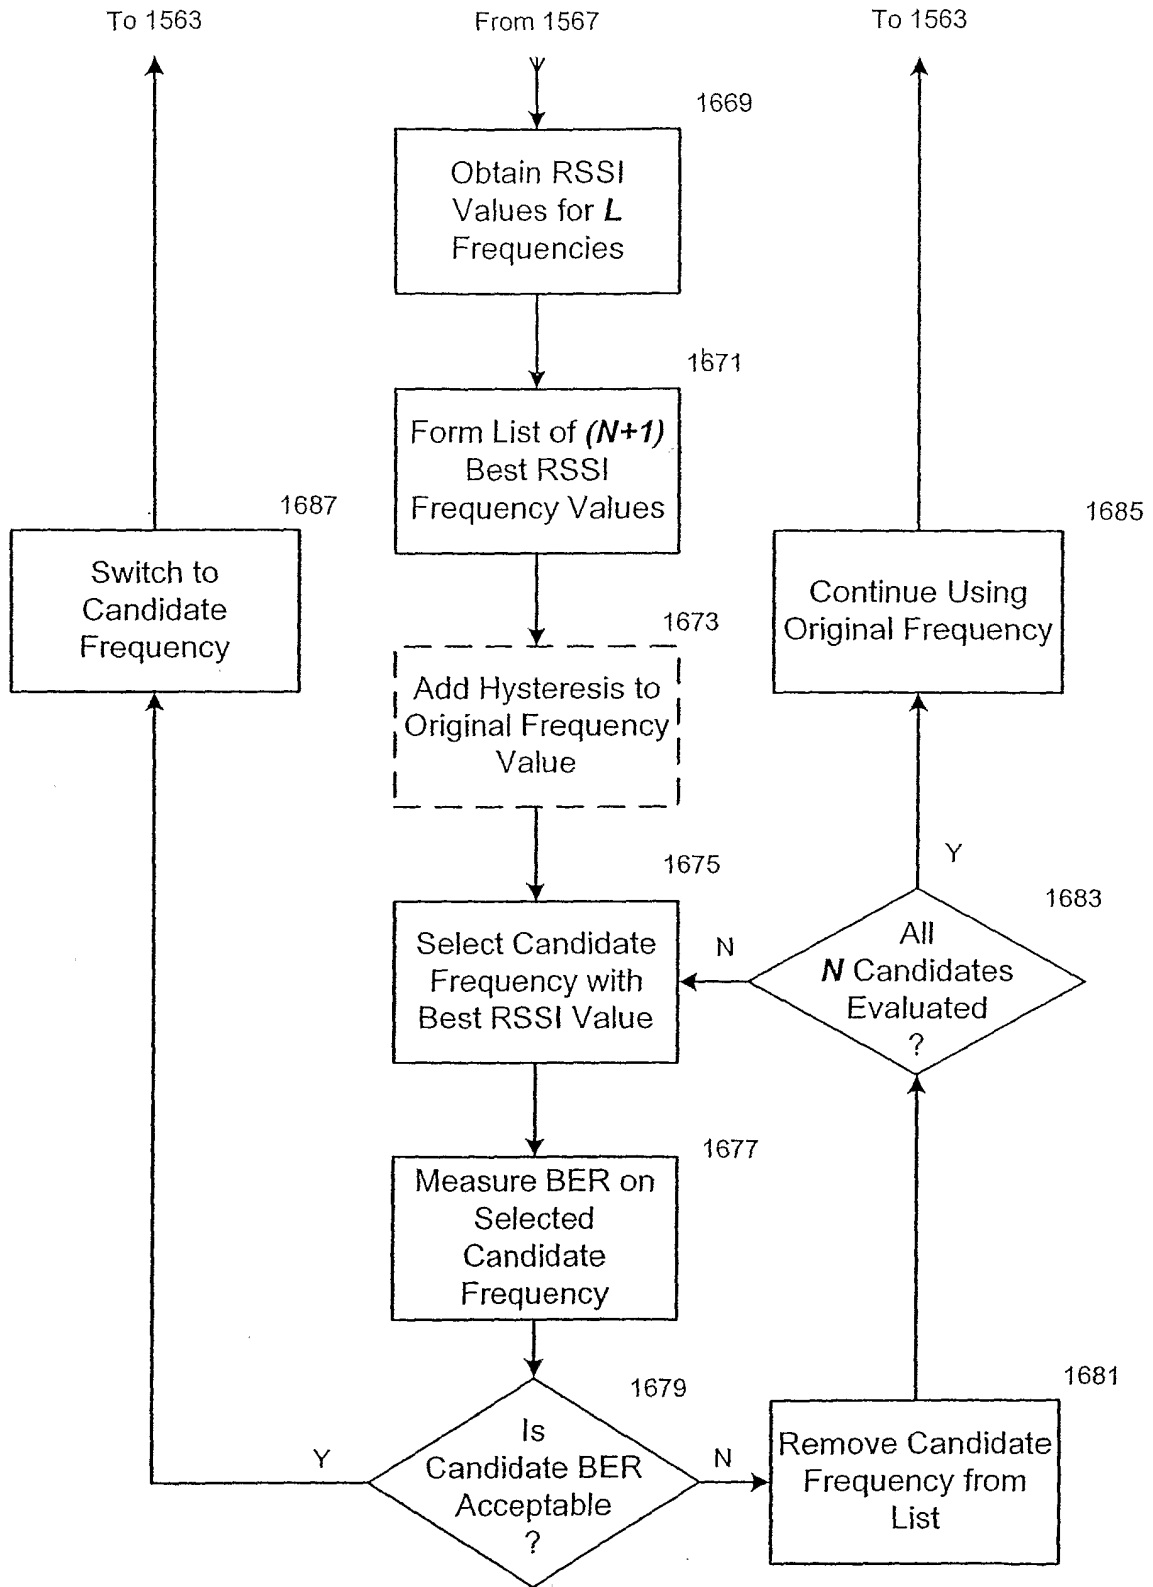 To 1563
From 1567
To 1563
1669
Obtain RSSI
Values for L
Frequencies
1671
Form List of (N+1)
Best RSSI
Frequency Values
1687
Switch to
Candidate
Frequency
1685
Continue Using
Original Frequency
1673
Add Hysteresis to
Original Frequency
Value
1675
Select Candidate
Frequency with
Best RSSI Value
N
Y
1683
All
N Candidates
Evaluated
?
1677
Measure BER on
Selected
Candidate
Frequency
1679
Is
Candidate BER
Acceptable
?
Y
N
1681
Remove Candidate
Frequency from
List